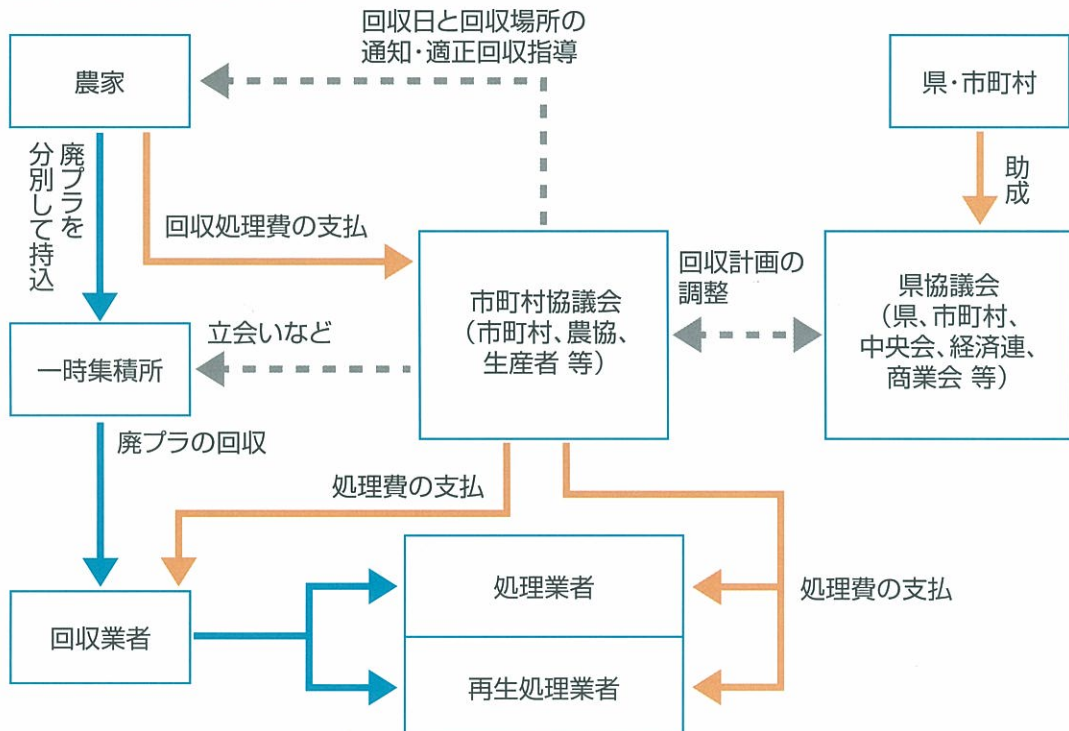 回収日と回収場所の
通知・適正回収指導
農家
県・市町村
廃プラを
分別して持込
助成
回収処理費の支払
市町村協議会
(市町村、農協、
生産者 等)
回収計画の
調整
県協議会
(県、市町村、
中央会、経済連、
商業会 等)
立会いなど
一時集積所
廃プラの回収
処理費の支払
処理業者
処理費の支払
回収業者
再生処理業者